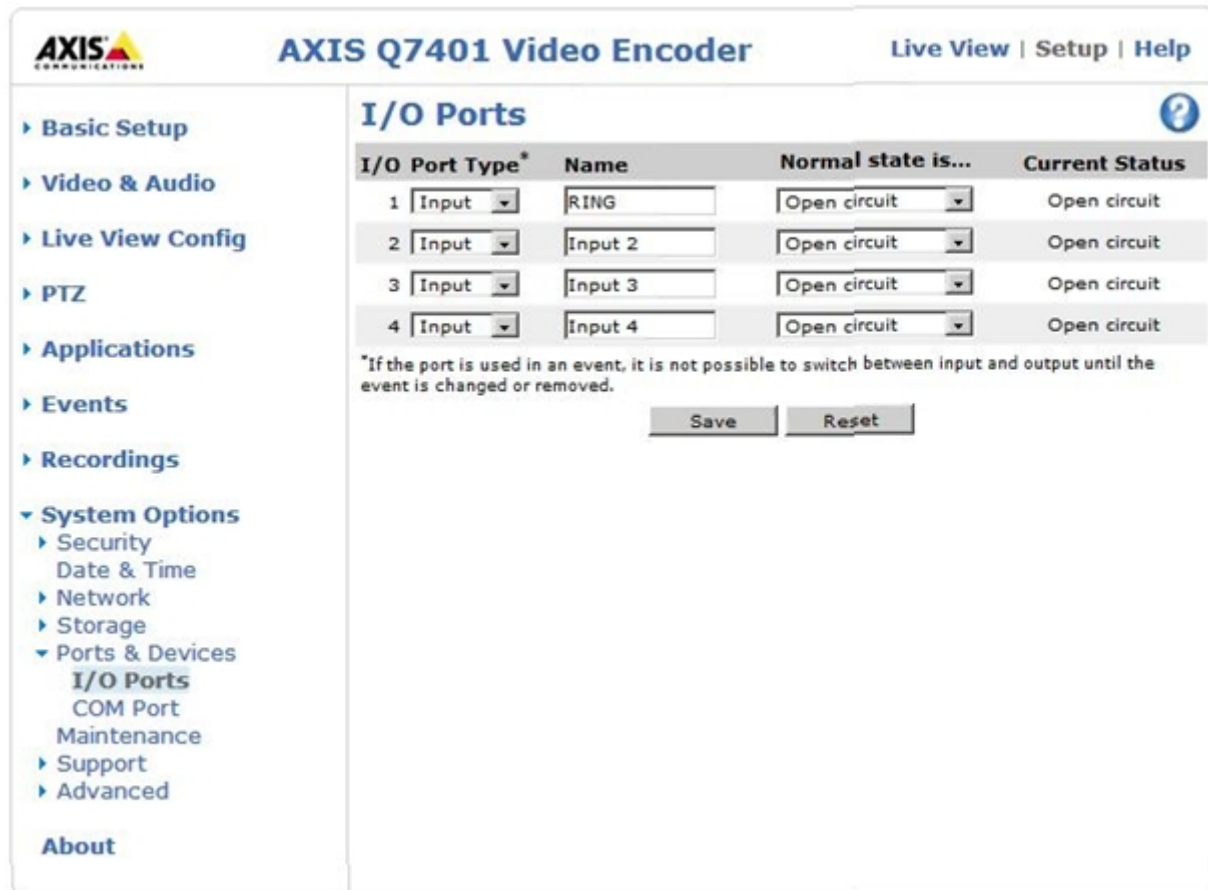 AXIS
COMMUNICATIONS
AXIS Q7401 Video Encoder
Live View | Setup | Help
Basic Setup
Video & Audio
Live View Config
PTZ
Applications
Events
Recordings
System Options
Security
Date & Time
Network
Storage
Ports & Devices
I/O Ports
COM Port
Maintenance
Support
Advanced
About
I/O Ports
?
I/O Port Type* Name Normal state is... Current Status
1 Input RING Open circuit Open circuit
2 Input Input 2 Open circuit Open circuit
3 Input Input 3 Open circuit Open circuit
4 Input Input 4 Open circuit Open circuit
*If the port is used in an event, it is not possible to switch between input and output until the
event is changed or removed.
Save Reset